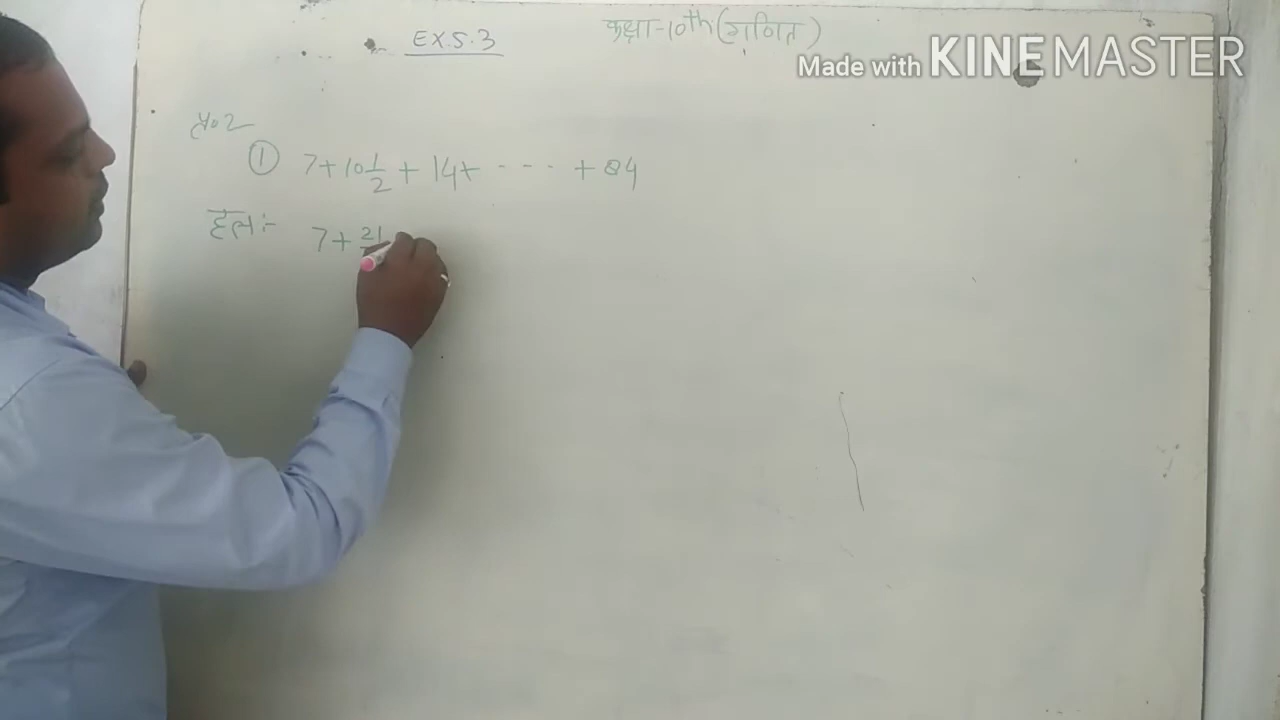 EX.5.3
कक्षा-10th (गणित)
Made with KINEMASTER
प्र०2
① 7+10 1/2 + 14+ ---- + 84
हल:- 7+ 21